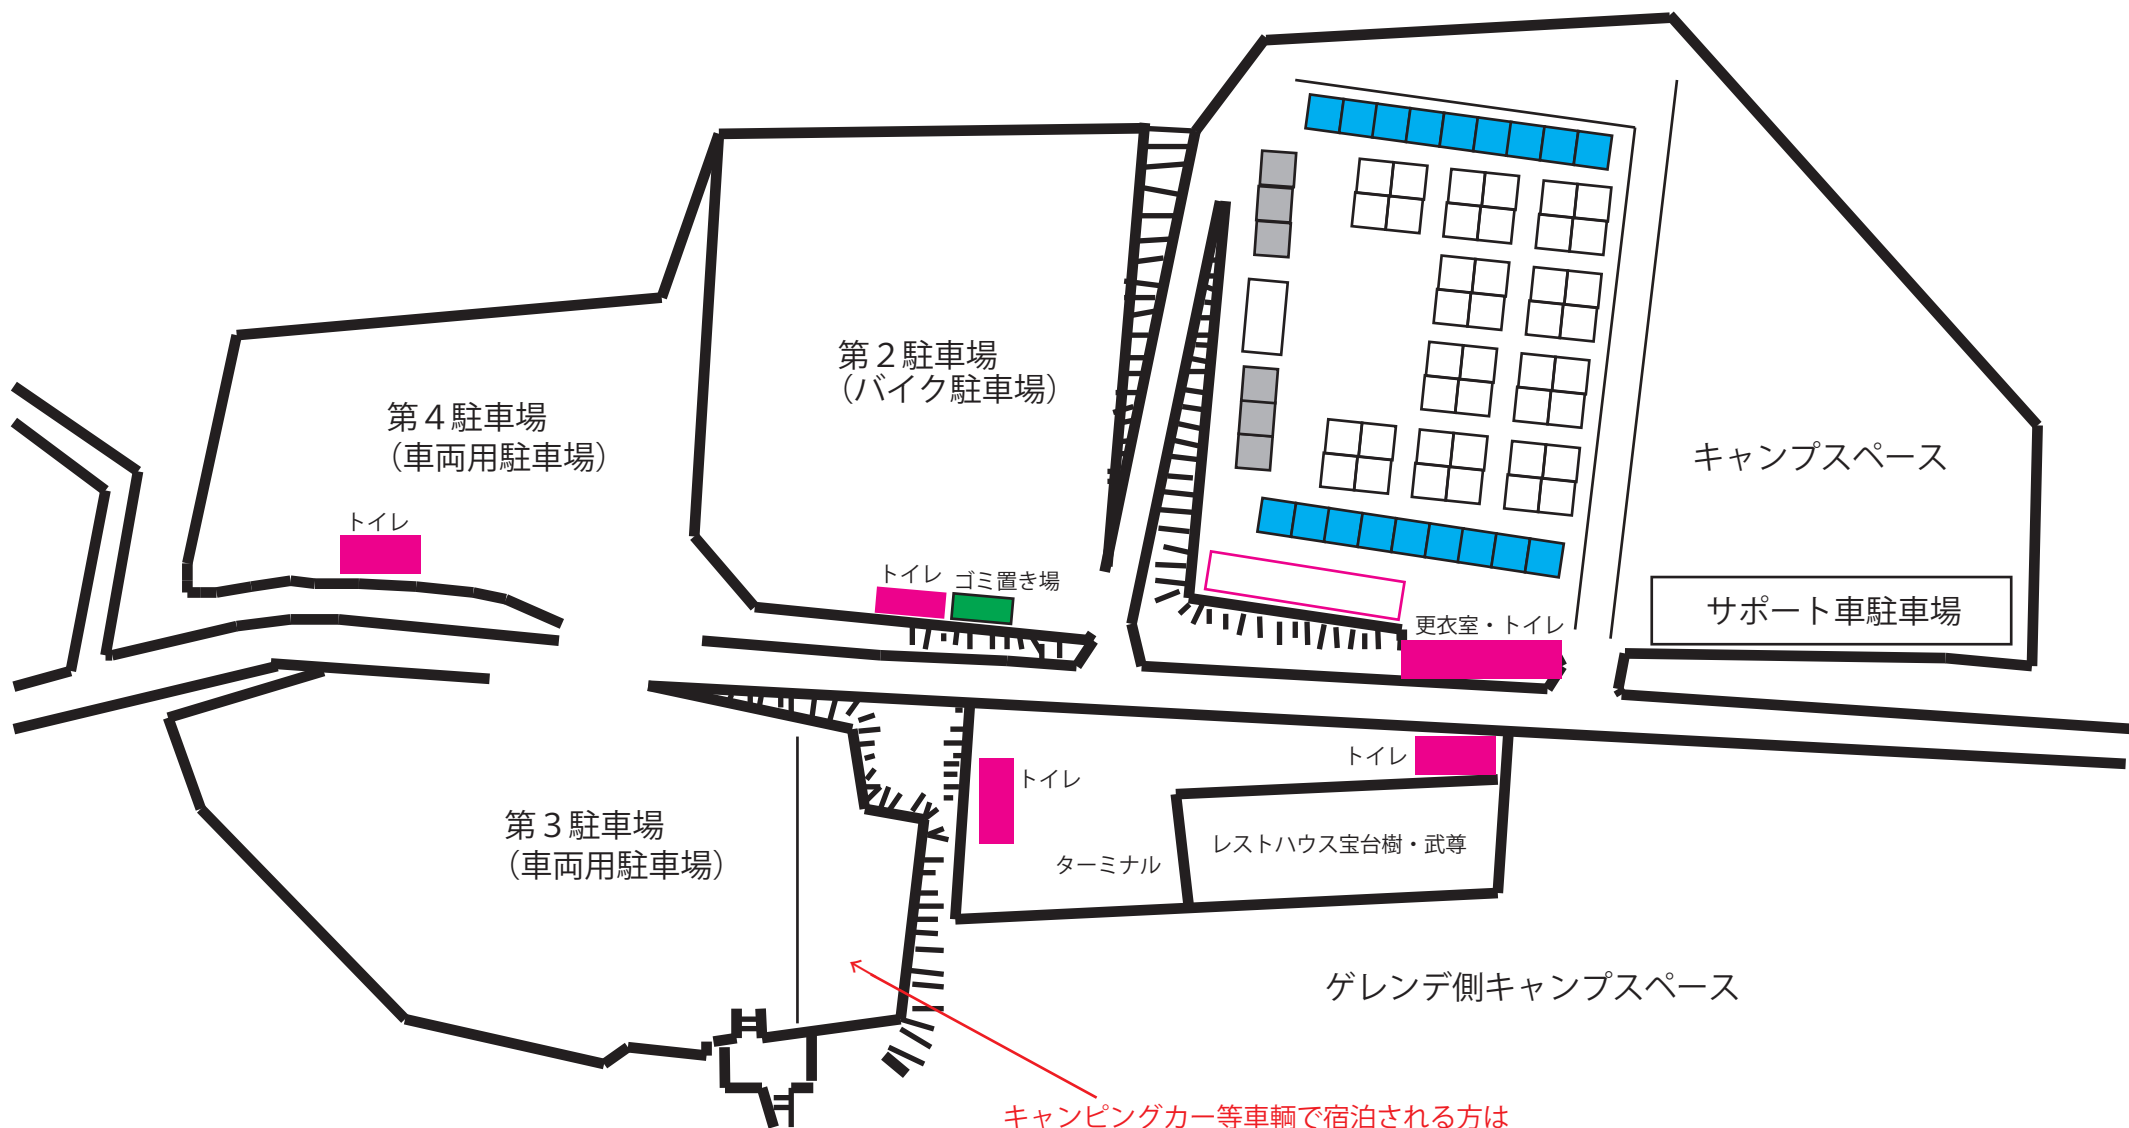 第２駐車場
（バイク駐車場）
第４駐車場
（車両用駐車場）
キャンプスペース
トイレ
トイレ
ゴミ置き場
サポート車駐車場
更衣室・トイレ
トイレ
トイレ
第３駐車場
（車両用駐車場）
ターミナル
レストハウス宝台樹・武尊
ゲレンデ側キャンプスペース
キャンピングカー等車輌で宿泊される方は